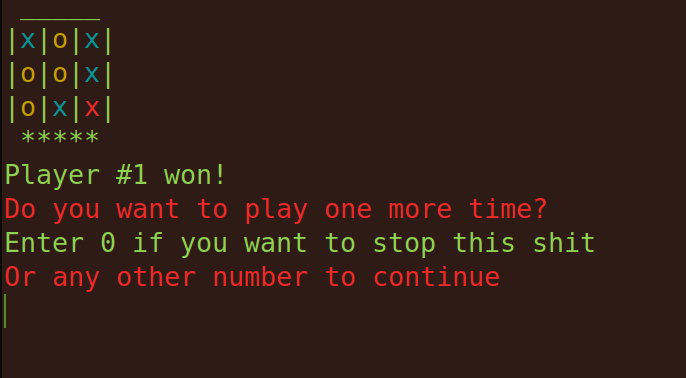 _____
|x|o|x|
|o|o|x|
|o|x|x|
 *****
Player #1 won!
Do you want to play one more time?
Enter 0 if you want to stop this shit
Or any other number to continue